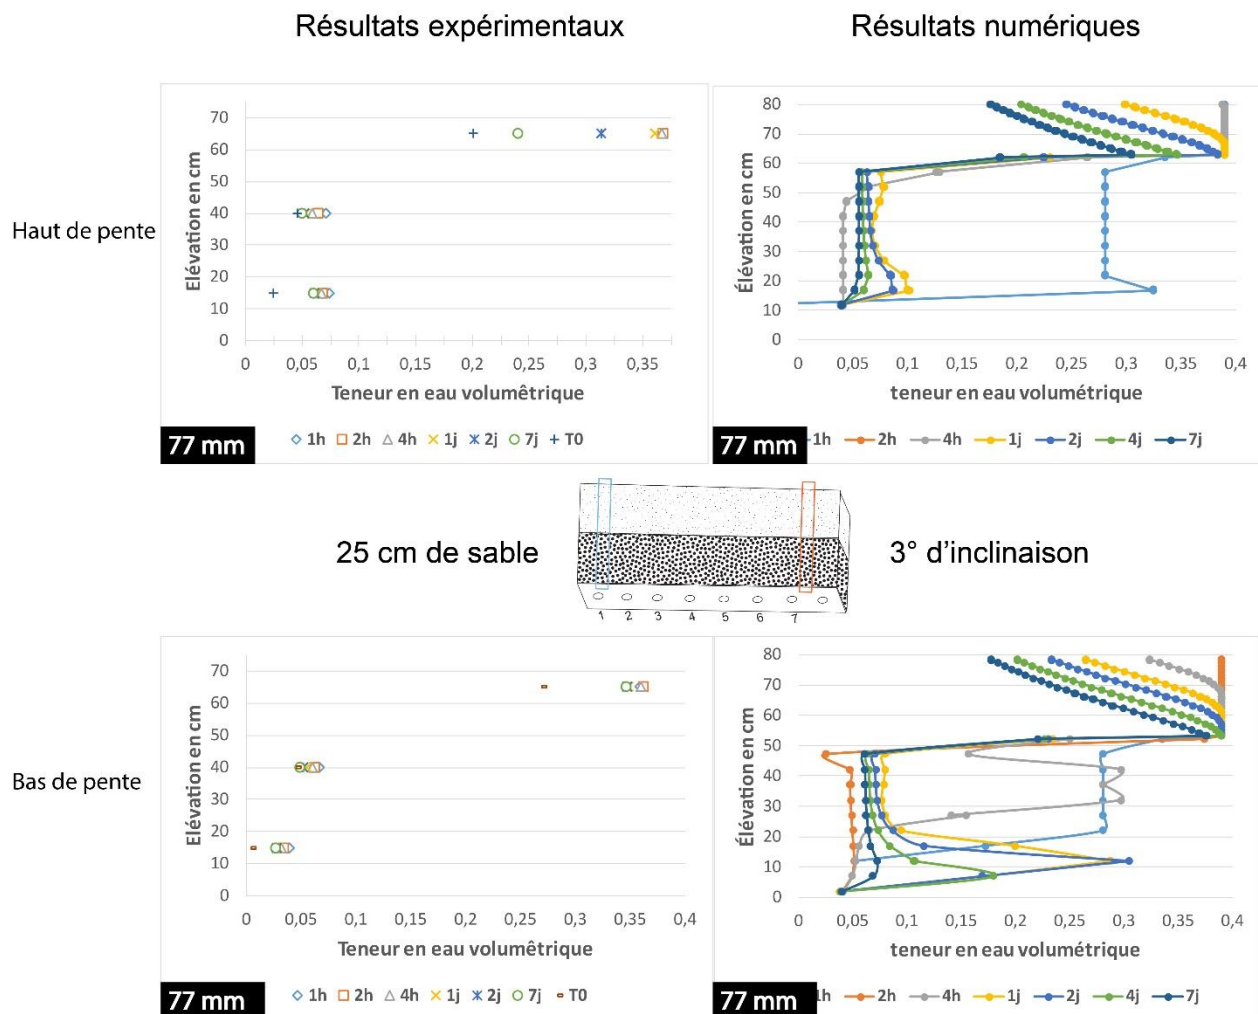 Résultats expérimentaux
Résultats numériques
Haut de pente
Elévation en cm
70
60
50
40
30
20
10
0
0 0,05 0,1 0,15 0,2 0,25 0,3 0,35
Teneur en eau volumêtrique
77 mm
1h 2h 4h 1j 2j 7j T0
Élévation en cm
80
70
60
50
40
30
20
10
0
0 0,05 0,1 0,15 0,2 0,25 0,3 0,35 0,4
teneur en eau volumétrique
77 mm
1h 2h 4h 1j 2j 4j 7j
25 cm de sable
1 2 3 4 5 6 7
3° d’inclinaison
Bas de pente
Elévation en cm
70
60
50
40
30
20
10
0
0 0,05 0,1 0,15 0,2 0,25 0,3 0,35 0,4
Teneur en eau volumêtrique
77 mm
1h 2h 4h 1j 2j 7j T0
Élévation en cm
80
70
60
50
40
30
20
10
0
0 0,05 0,1 0,15 0,2 0,25 0,3 0,35 0,4
teneur en eau volumétrique
77 mm
1h 2h 4h 1j 2j 4j 7j